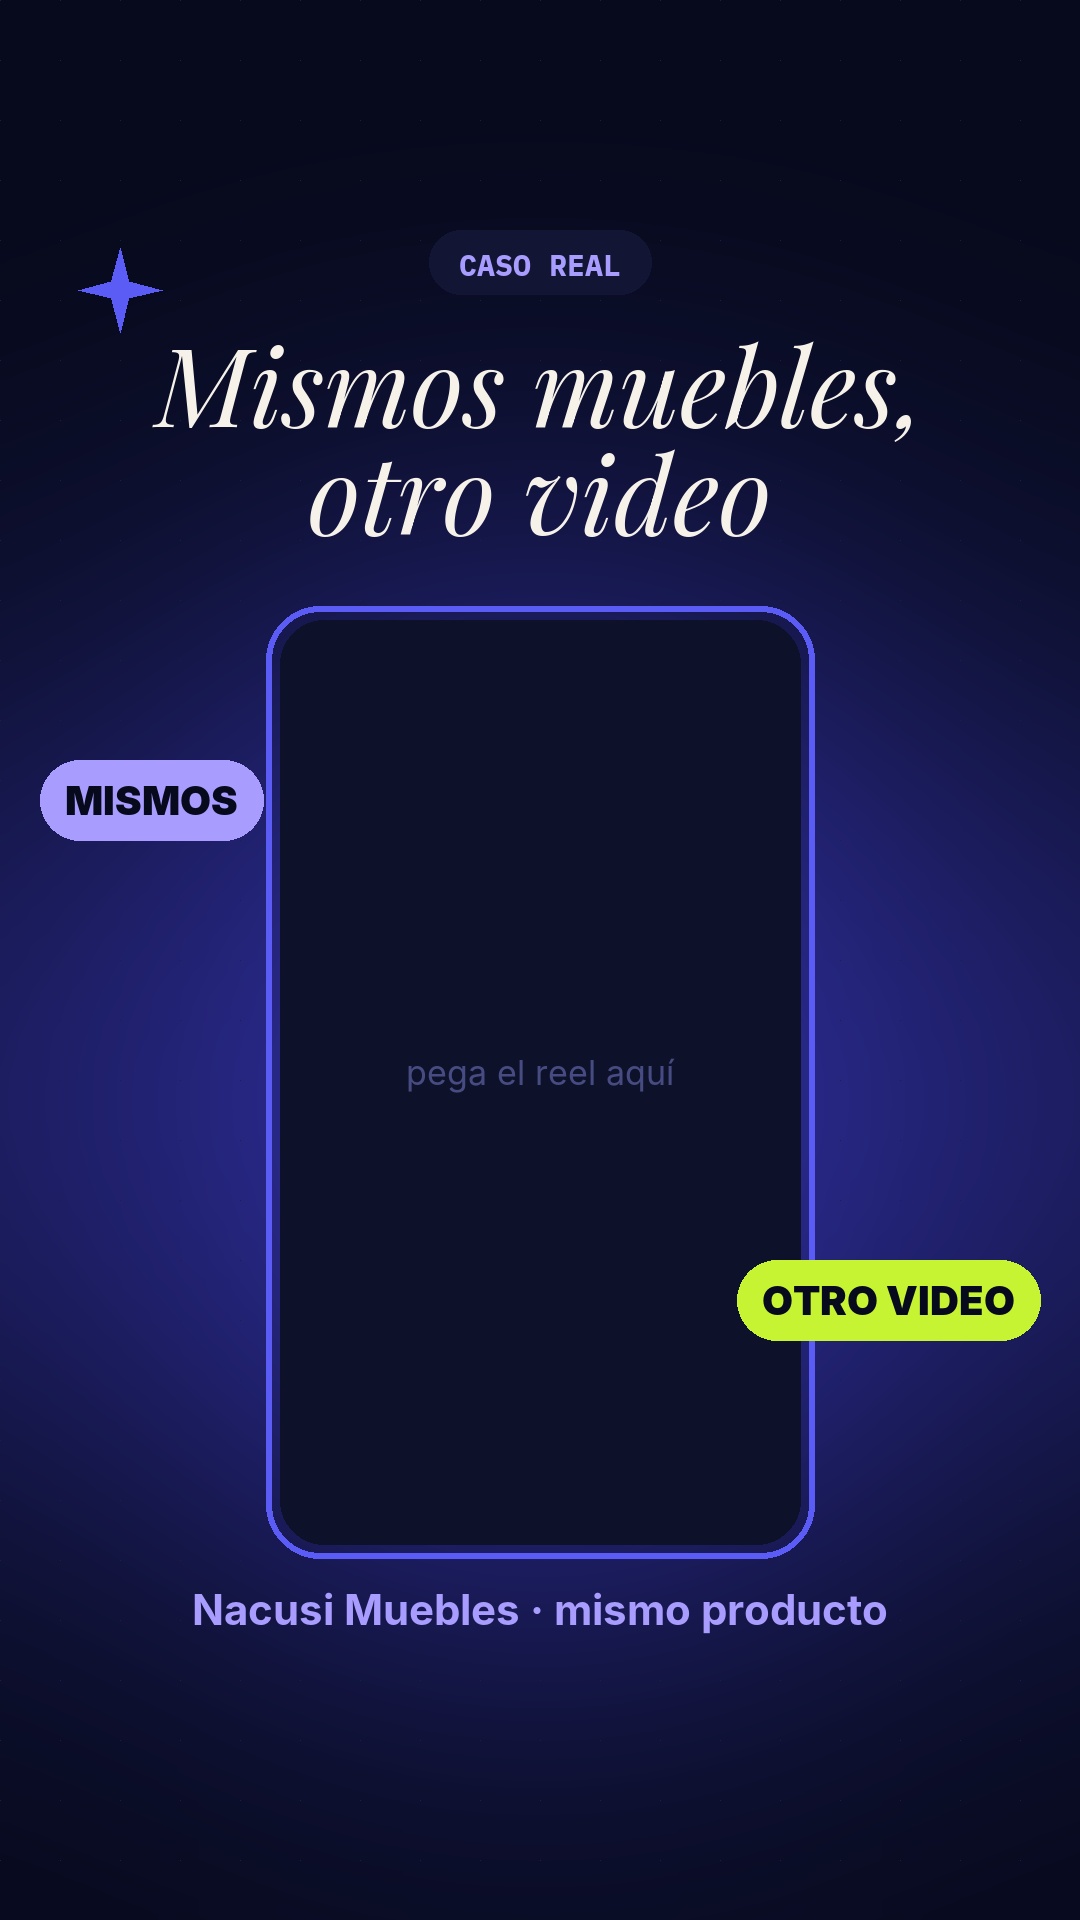 CASO REAL
Mismos muebles,
otro video
MISMOS
pega el reel aquí
OTRO VIDEO
Nacusi Muebles · mismo producto